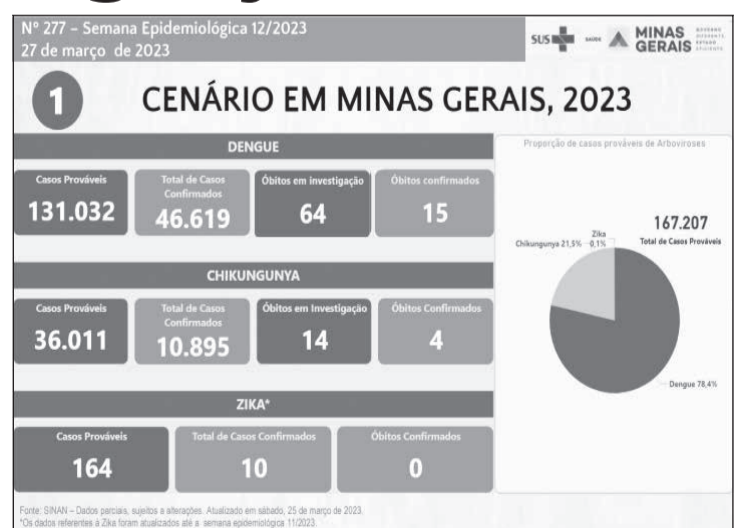 Nº 277 – Semana Epidemiológica 12/2023
27 de março de 2023
SUS
SAÚDE
MINAS
GERAIS
GOVERNO
DIFERENTE
ESTADO
EFICIENTE
1
CENÁRIO EM MINAS GERAIS, 2023
DENGUE
Casos Prováveis
131.032
Total de Casos
Confirmados
46.619
Óbitos em investigação
64
Óbitos confirmados
15
CHIKUNGUNYA
Casos Prováveis
36.011
Total de Casos
Confirmados
10.895
Óbitos em Investigação
14
Óbitos Confirmados
4
ZIKA*
Casos Prováveis
164
Total de Casos Confirmados
10
Óbitos Confirmados
0
Proporção de casos prováveis de Arboviroses
167.207
Total de Casos Prováveis
Zika
0,1%
Chikungunya 21,5%
Dengue 78,4%
Fonte: SINAN – Dados parciais, sujeitos a alterações. Atualizado em sábado, 25 de março de 2023.
*Os dados referentes à Zika foram atualizados até a semana epidemiológica 11/2023.